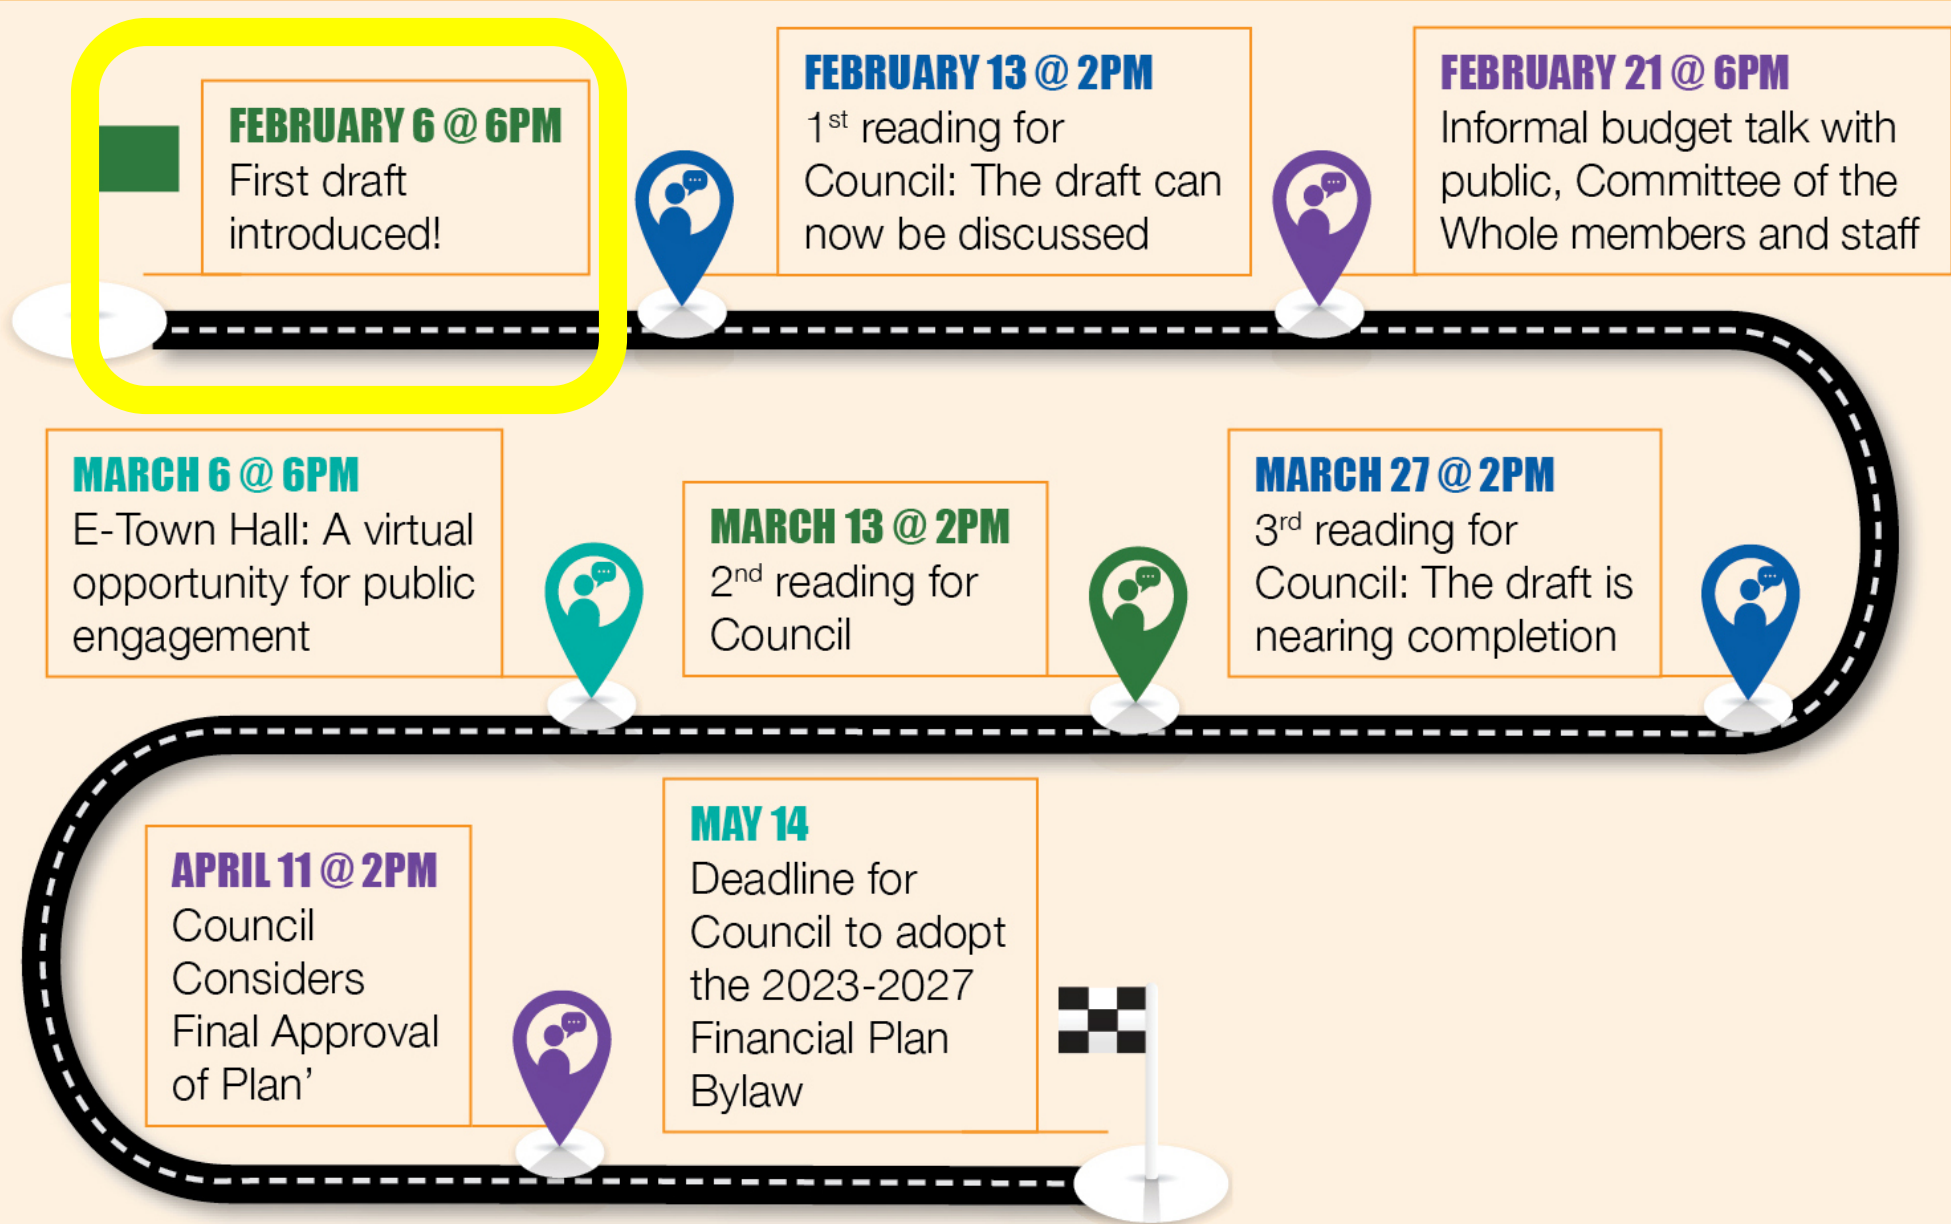 FEBRUARY 6 @ 6PM
First draft
introduced!
FEBRUARY 13 @ 2PM
1st reading for
Council: The draft can
now be discussed
FEBRUARY 21 @ 6PM
Informal budget talk with
public, Committee of the
Whole members and staff
MARCH 6 @ 6PM
E-Town Hall: A virtual
opportunity for public
engagement
MARCH 13 @ 2PM
2nd reading for
Council
MARCH 27 @ 2PM
3rd reading for
Council: The draft is
nearing completion
APRIL 11 @ 2PM
Council
Considers
Final Approval
of Plan’
MAY 14
Deadline for
Council to adopt
the 2023-2027
Financial Plan
Bylaw